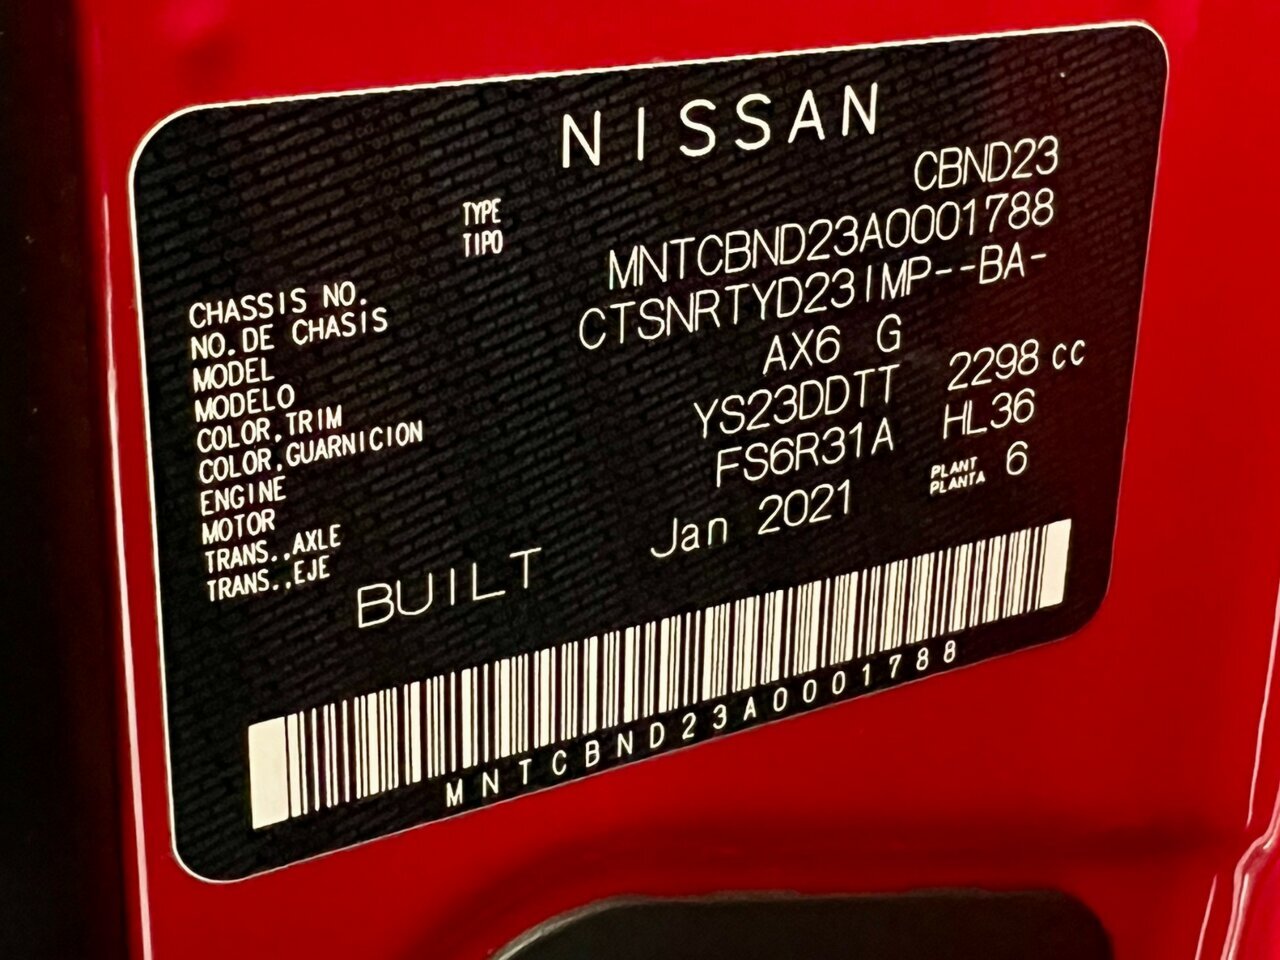 NISSAN
TYPE CBND23
TIPO
CHASSIS NO. MNTCBND23A0001788
NO. DE CHASIS
MODEL CTSNRTYD23IMP--BA-
MODELO
COLOR,TRIM AX6 G
COLOR,GUARNICION
ENGINE YS23DDTT 2298 cc
MOTOR
TRANS.,AXLE FS6R31A HL36
TRANS.,EJE
BUILT Jan 2021 PLANT 6
PLANTA
MNTCBND23A0001788